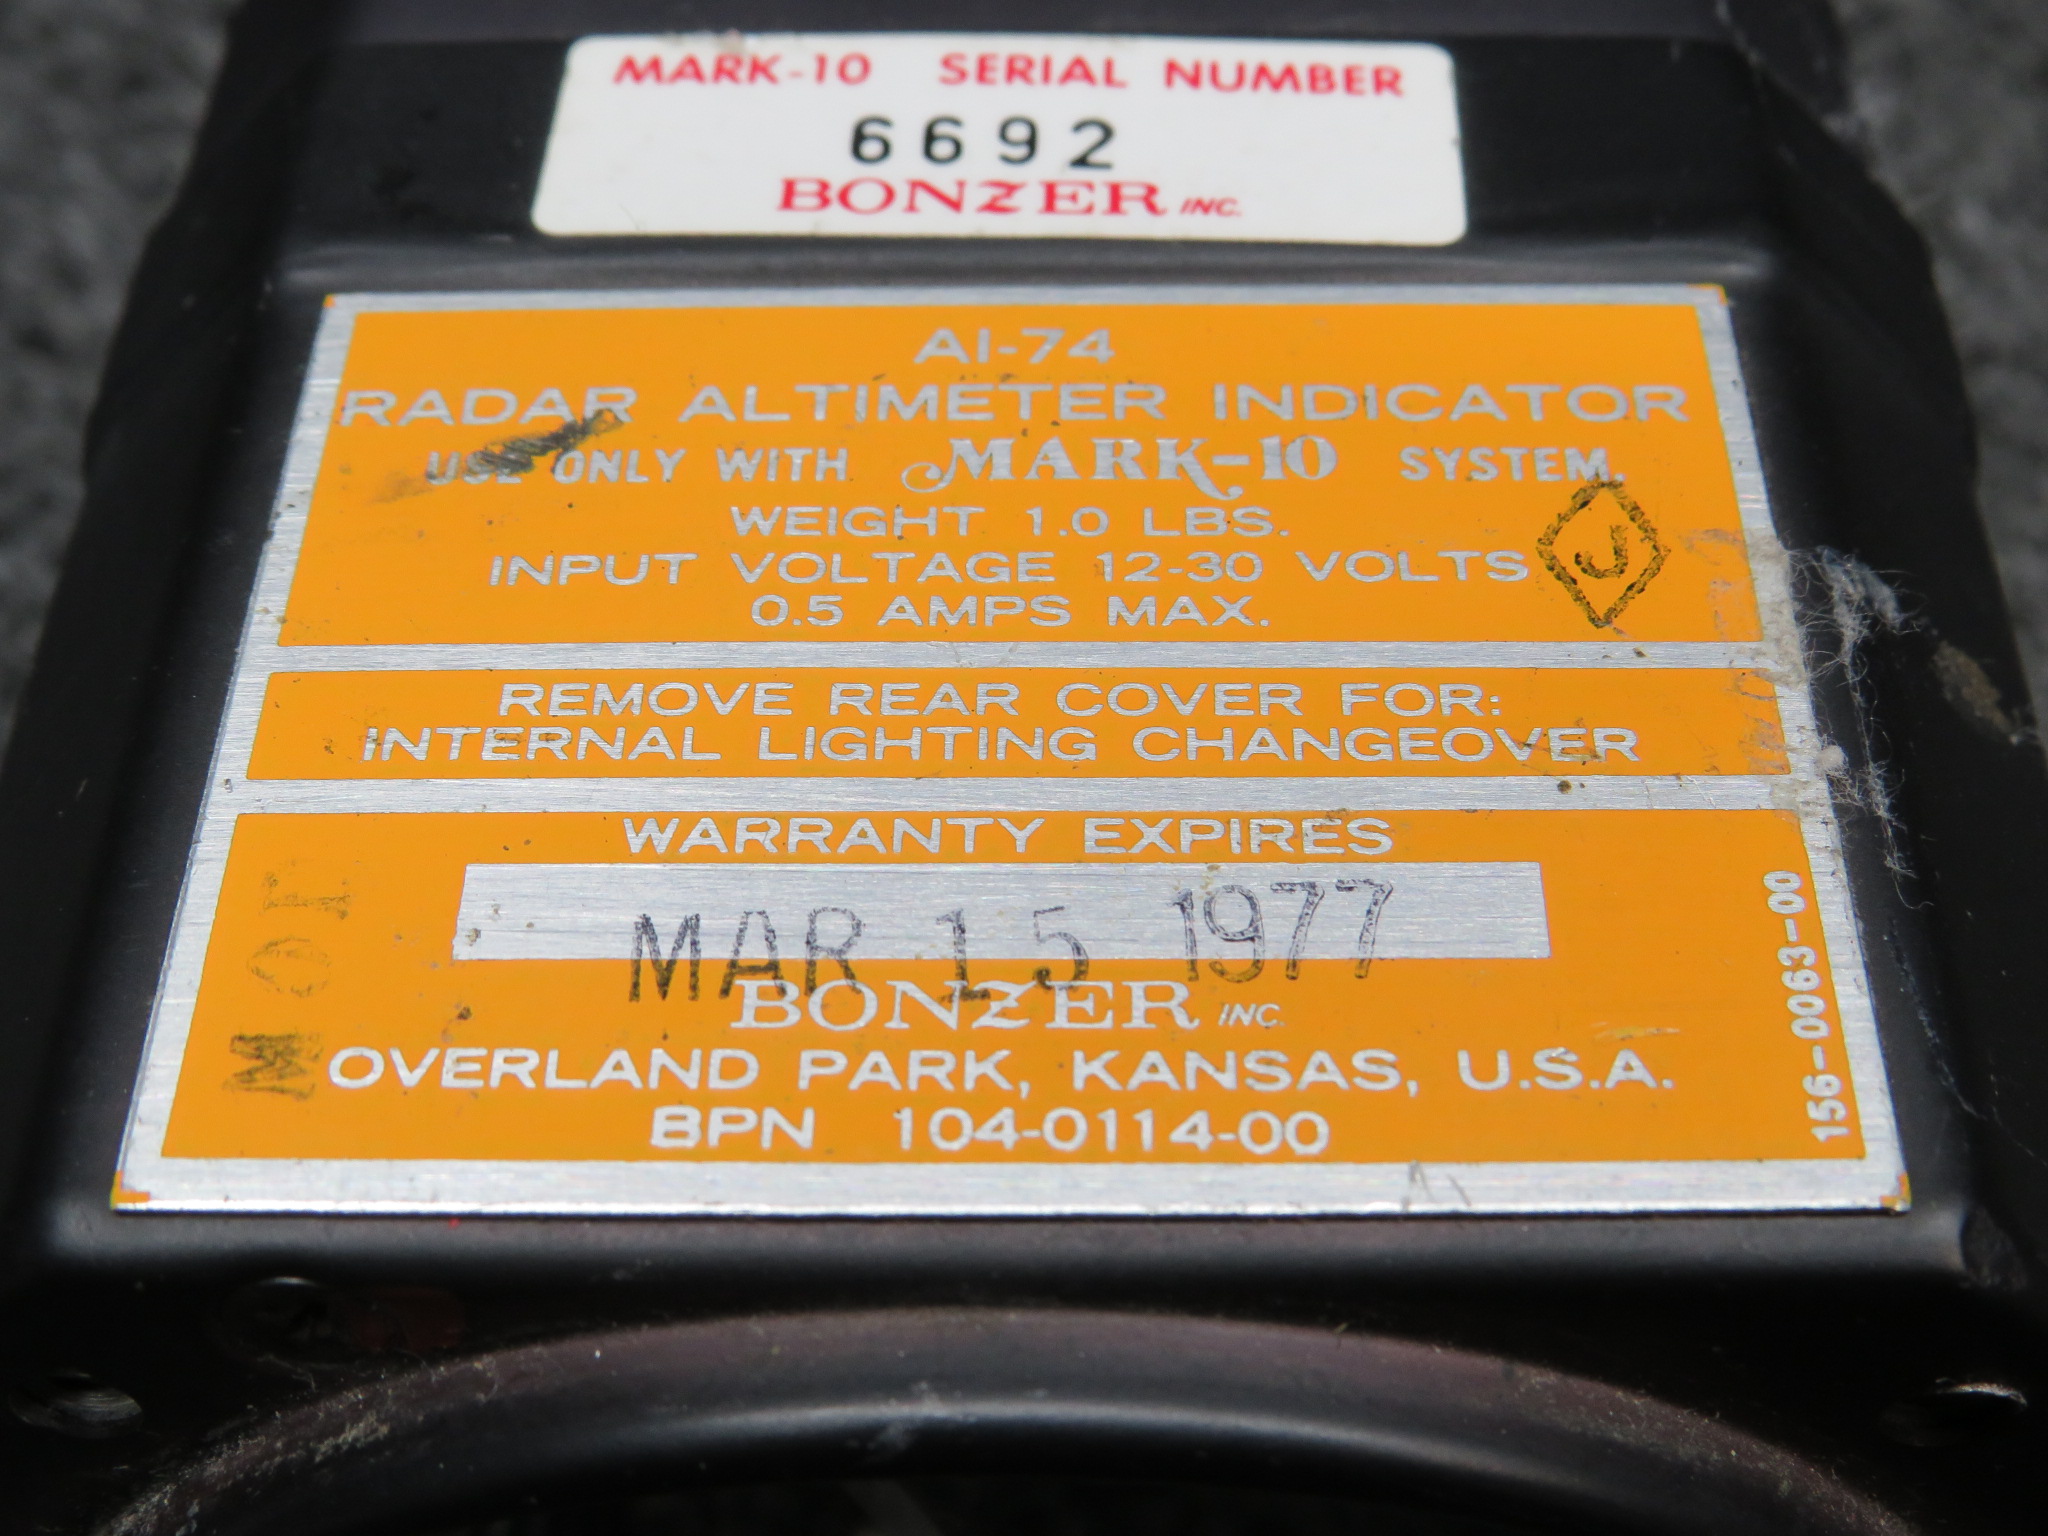 MARK-10 SERIAL NUMBER
6692
BONZER INC.
AI-74
RADAR ALTIMETER INDICATOR
USE ONLY WITH MARK-10 SYSTEM.
WEIGHT 1.0 LBS.
INPUT VOLTAGE 12-30 VOLTS
J
0.5 AMPS MAX.
REMOVE REAR COVER FOR:
INTERNAL LIGHTING CHANGEOVER
WARRANTY EXPIRES
MAR 15 1977
BONZER INC.
OVERLAND PARK, KANSAS, U.S.A.
BPN 104-0114-00
156-0063-00